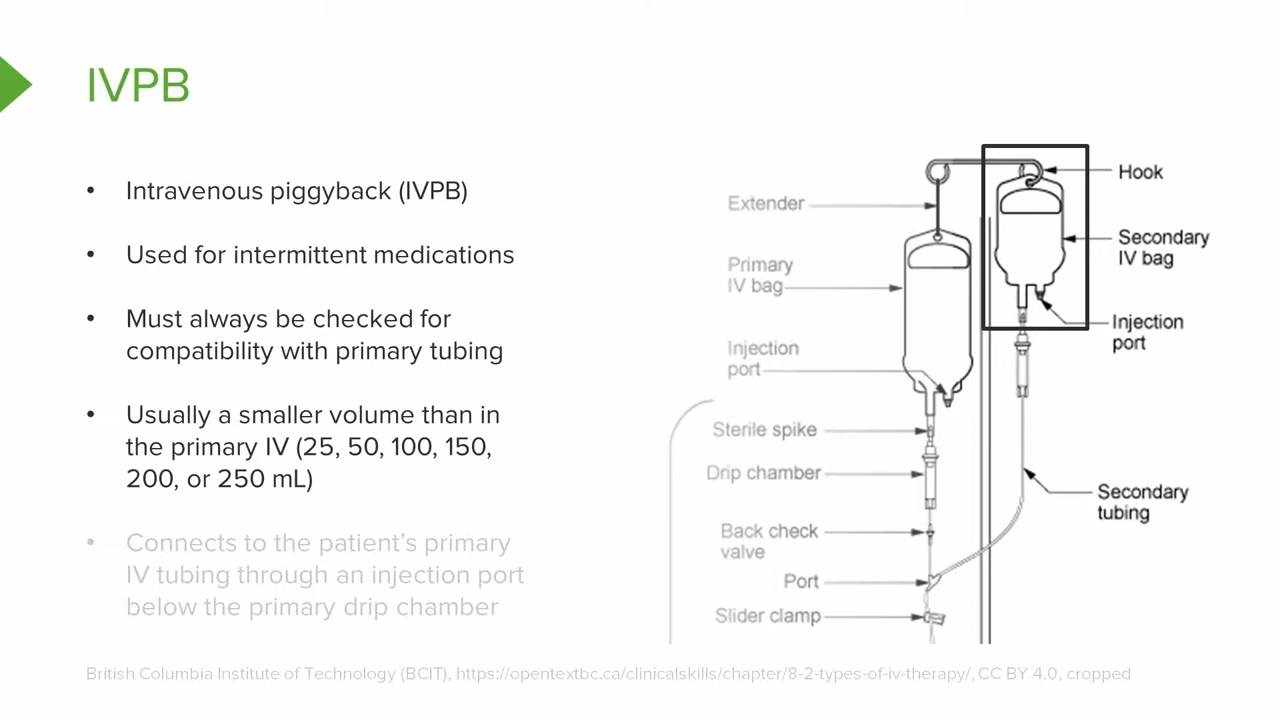 IVPB
• Intravenous piggyback (IVPB)
• Used for intermittent medications
• Must always be checked for
compatibility with primary tubing
• Usually a smaller volume than in
the primary IV (25, 50, 100, 150,
200, or 250 mL)
• Connects to the patient’s primary
IV tubing through an injection port
below the primary drip chamber
Extender
Primary
IV bag
Injection
port
Sterile spike
Drip chamber
Back check
valve
Port
Slider clamp
Hook
Secondary
IV bag
Injection
port
Secondary
tubing
British Columbia Institute of Technology (BCIT), https://opentextbc.ca/clinicalskills/chapter/8-2-types-of-iv-therapy/, CC BY 4.0, cropped